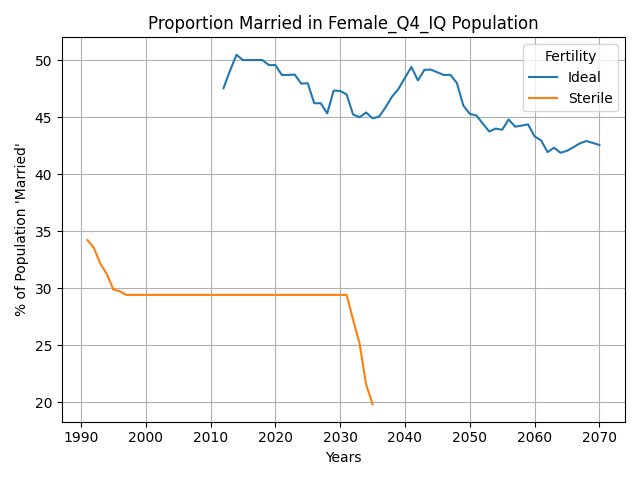 Proportion Married in Female_Q4_IQ Population
% of Population 'Married'
50
45
40
35
30
25
20
Fertility
Ideal
Sterile
1990 2000 2010 2020 2030 2040 2050 2060 2070
Years